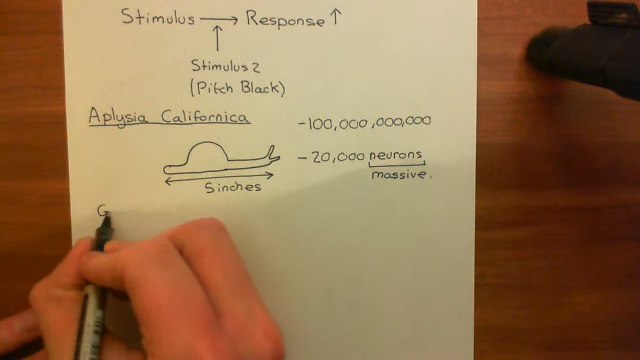 Stimulus → Response ↑
↑
Stimulus 2
(Pitch Black)
Aplysia Californica
-100,000,000,000
-20,000 neurons
massive.
5inches
G